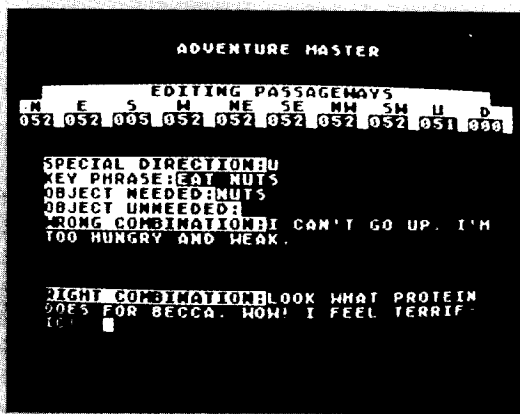 ADVENTURE MASTER
EDITING PASSAGEWAYS
N E S W NE SE NW SW U D
052 052 005 052 052 052 052 052 051 000
SPECIAL DIRECTION:U
KEY PHRASE:EAT NUTS
OBJECT NEEDED:NUTS
OBJECT UNNEEDED:
WRONG COMBINATION:I CAN'T GO UP. I'M
TOO HUNGRY AND WEAK.
RIGHT COMBINATION:LOOK WHAT PROTEIN
DOES FOR BECCA. WOW! I FEEL TERRIF-
IC!